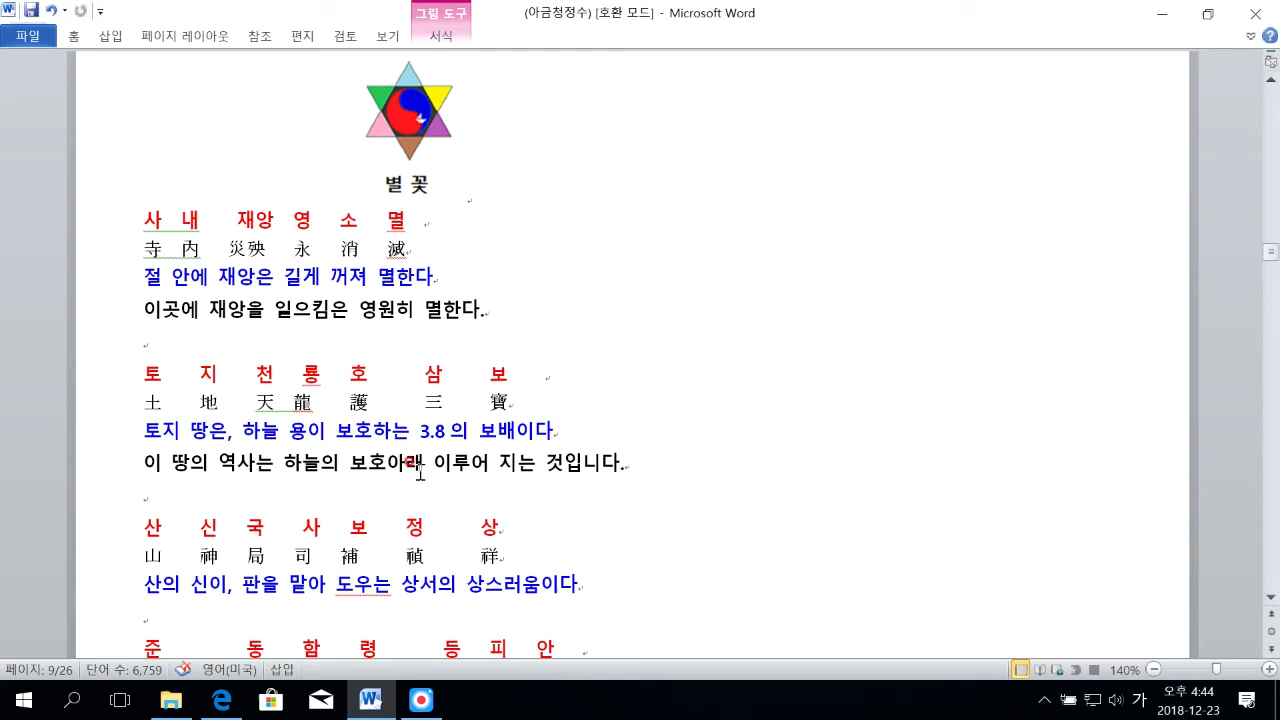 그림 도구
(아금청정수) [호환 모드] - Microsoft Word
파일 홈 삽입 페이지 레이아웃 참조 편지 검토 보기 서식
별 꽃
사 내 재앙 영 소 멸
寺 內 災殃 永 消 滅
절 안에 재앙은 길게 꺼져 멸한다
이곳에 재앙을 일으킴은 영원히 멸한다.
토 지 천 룡 호 삼 보
土 地 天 龍 護 三 寶
토지 땅은, 하늘 용이 보호하는 3.8 의 보배이다
이 땅의 역사는 하늘의 보호아래 이루어 지는 것입니다.
산 신 국 사 보 정 상
山 神 局 司 補 禎 祥
산의 신이, 판을 맡아 도우는 상서의 상스러움이다
준 동 함 령 등 피 안
페이지: 9/26 단어 수: 6,759 영어(미국) 삽입 140%
가 오후 4:44
2018-12-23